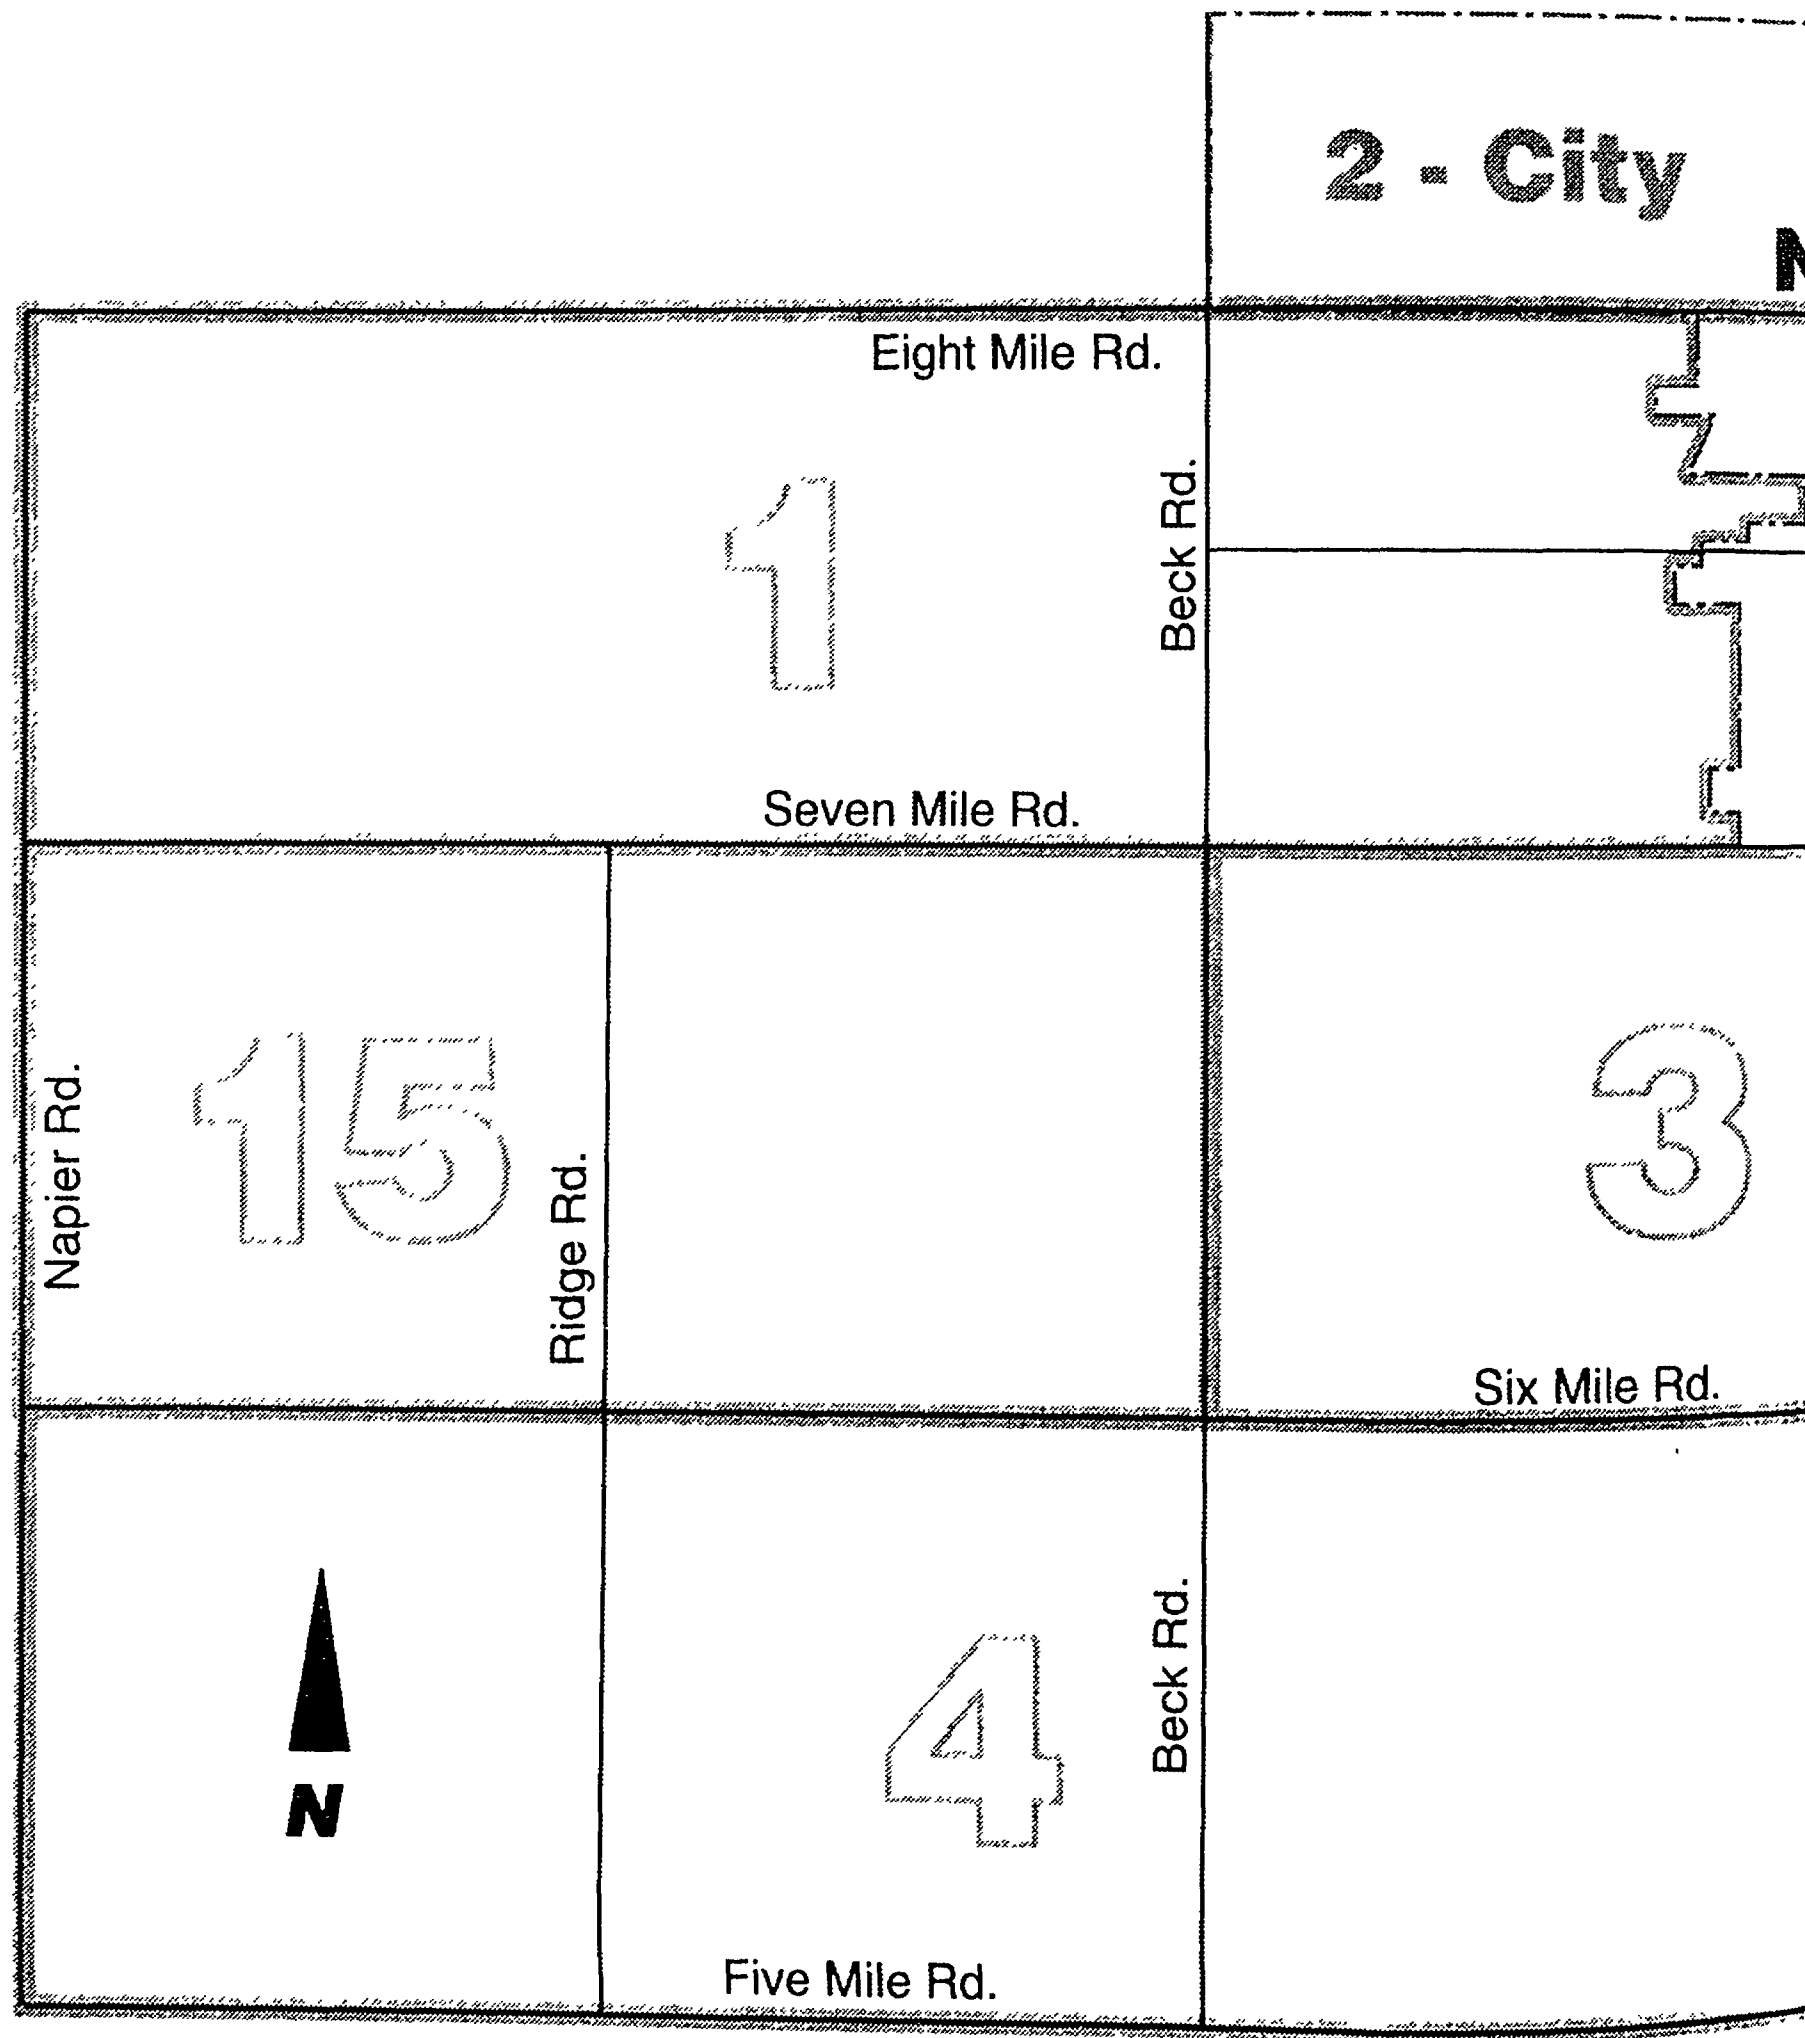 2 - City
N
Eight Mile Rd.
1
Beck Rd.
Seven Mile Rd.
15
3
Napier Rd.
Ridge Rd.
Six Mile Rd.
4
Beck Rd.
N
Five Mile Rd.